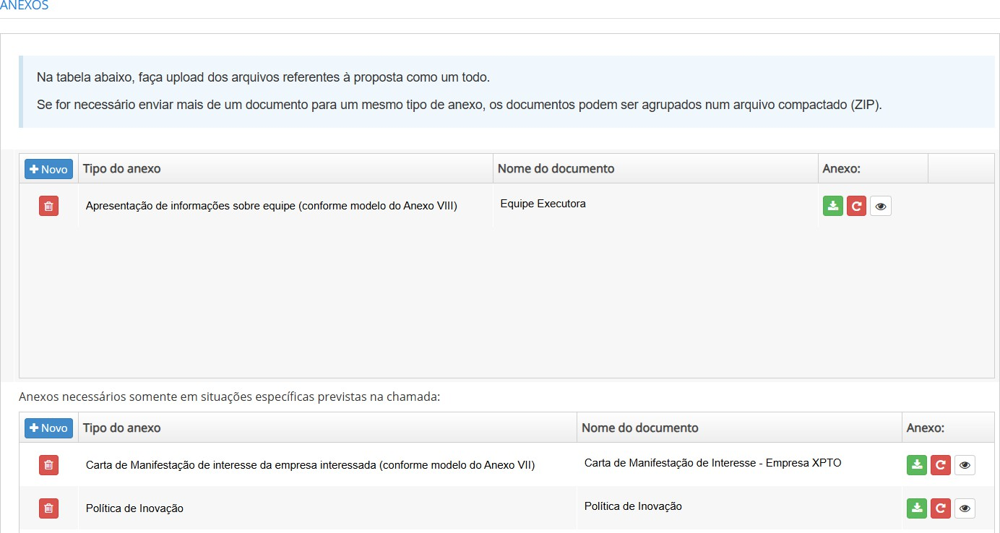 ANEXOS
Na tabela abaixo, faça upload dos arquivos referentes à proposta como um todo.
Se for necessário enviar mais de um documento para um mesmo tipo de anexo, os documentos podem ser agrupados num arquivo compactado (ZIP).
Novo Tipo do anexo Nome do documento Anexo:
Apresentação de informações sobre equipe (conforme modelo do Anexo VIII) Equipe Executora
Anexos necessários somente em situações específicas previstas na chamada:
Novo Tipo do anexo Nome do documento Anexo:
Carta de Manifestação de interesse da empresa interessada (conforme modelo do Anexo VII) Carta de Manifestação de Interesse - Empresa XPTO
Política de Inovação Política de Inovação